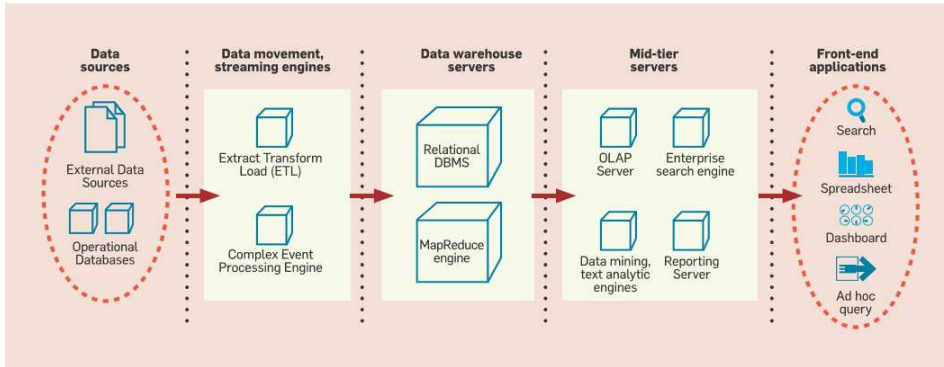 Data
sources
External Data
Sources
Operational
Databases
Data movement,
streaming engines
Extract Transform
Load (ETL)
Complex Event
Processing Engine
Data warehouse
servers
Relational
DBMS
MapReduce
engine
Mid-tier
servers
OLAP
Server
Enterprise
search engine
Data mining,
text analytic
engines
Reporting
Server
Front-end
applications
Search
Spreadsheet
Dashboard
Ad hoc
query